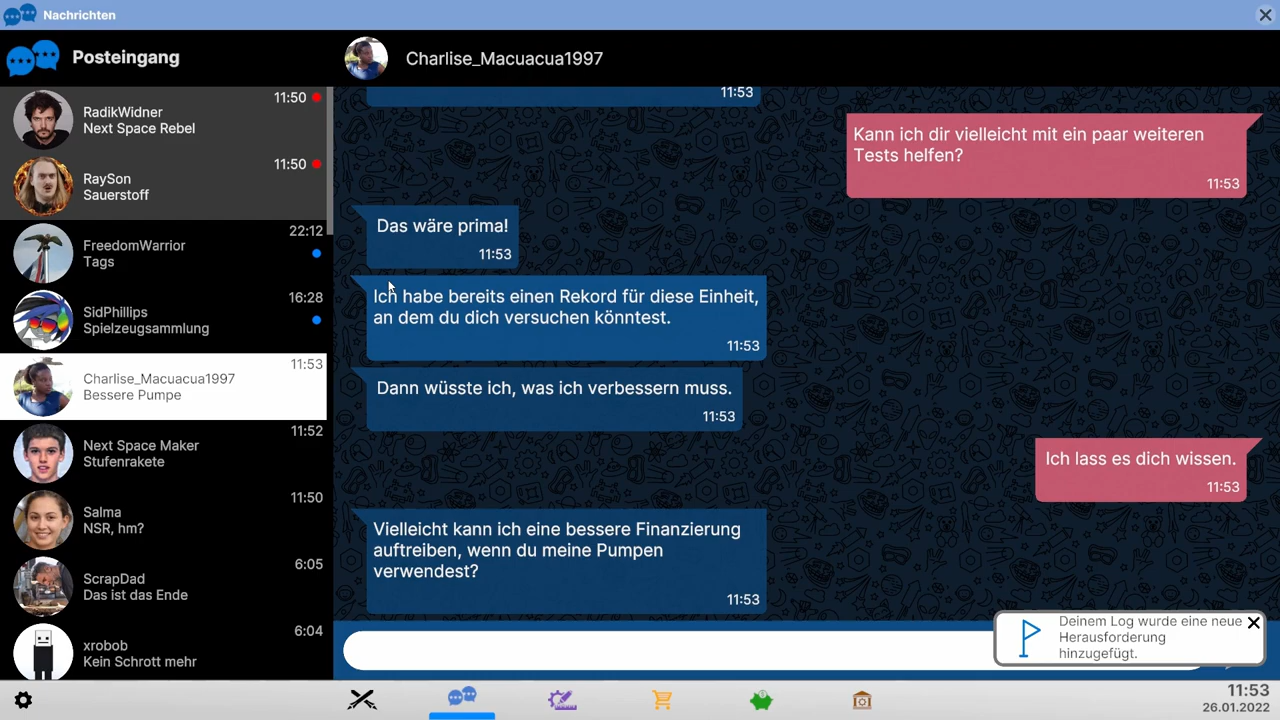 Nachrichten
Posteingang
RadikWidner
Next Space Rebel
11:50
RaySon
Sauerstoff
11:50
FreedomWarrior
Tags
22:12
SidPhillips
Spielzeugsammlung
16:28
Charlise_Macuacua1997
Bessere Pumpe
11:53
Next Space Maker
Stufenrakete
11:52
Salma
NSR, hm?
11:50
ScrapDad
Das ist das Ende
6:05
xrobob
Kein Schrott mehr
6:04
Charlise_Macuacua1997
11:53
Kann ich dir vielleicht mit ein paar weiteren
Tests helfen?
11:53
Das wäre prima!
11:53
Ich habe bereits einen Rekord für diese Einheit,
an dem du dich versuchen könntest.
11:53
Dann wüsste ich, was ich verbessern muss.
11:53
Ich lass es dich wissen.
11:53
Vielleicht kann ich eine bessere Finanzierung
auftreiben, wenn du meine Pumpen
verwendest?
11:53
Deinem Log wurde eine neue
Herausforderung
hinzugefügt.
11:53
26.01.2022